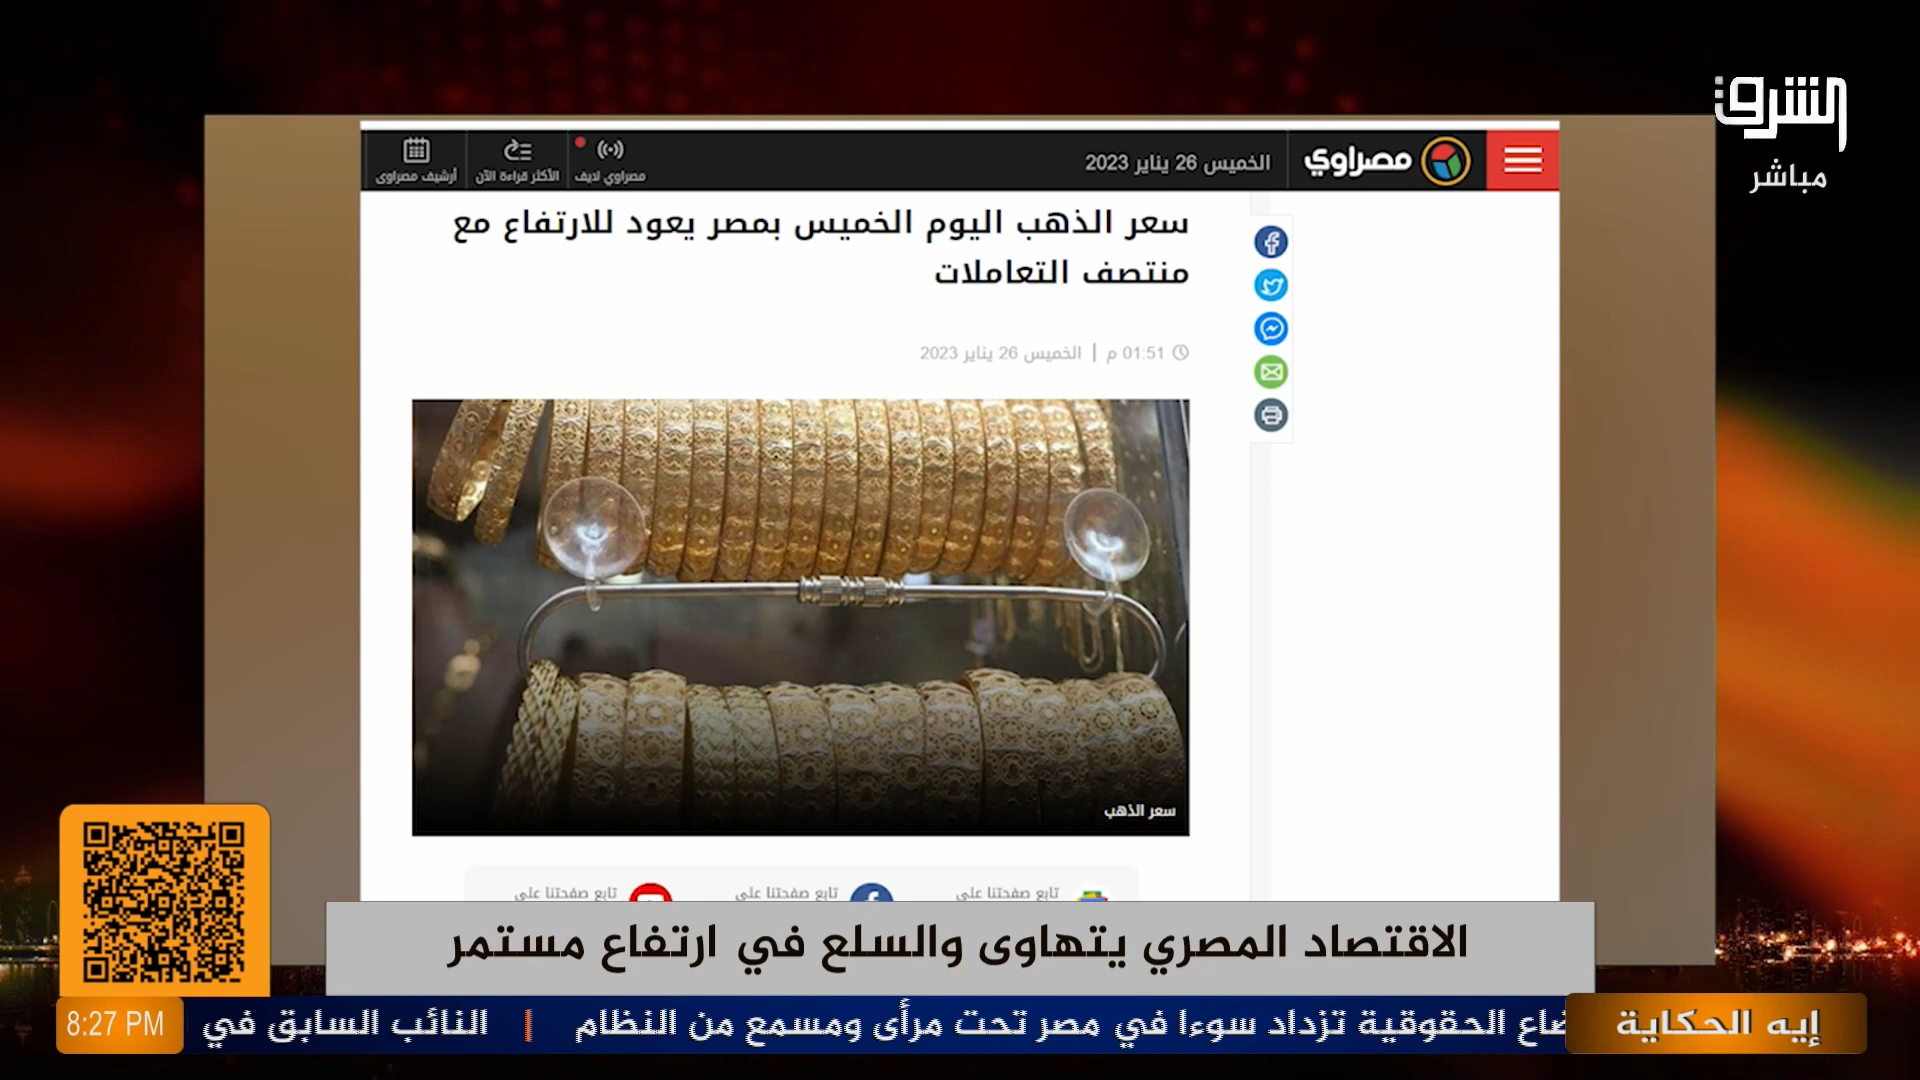 الشرق
مباشر
مصراوي
الخميس 26 يناير 2023
مصراوي لايف
الأكثر قراءة الآن
أرشيف مصراوى
سعر الذهب اليوم الخميس بمصر يعود للارتفاع مع
منتصف التعاملات
01:51 م | الخميس 26 يناير 2023
سعر الذهب
تابع صفحتنا على
تابع صفحتنا على
تابع صفحتنا على
الاقتصاد المصري يتهاوى والسلع في ارتفاع مستمر
إيه الحكاية
الحقوقية تزداد سوءا في مصر تحت مرأى ومسمع من النظام | النائب السابق في
8:27 PM